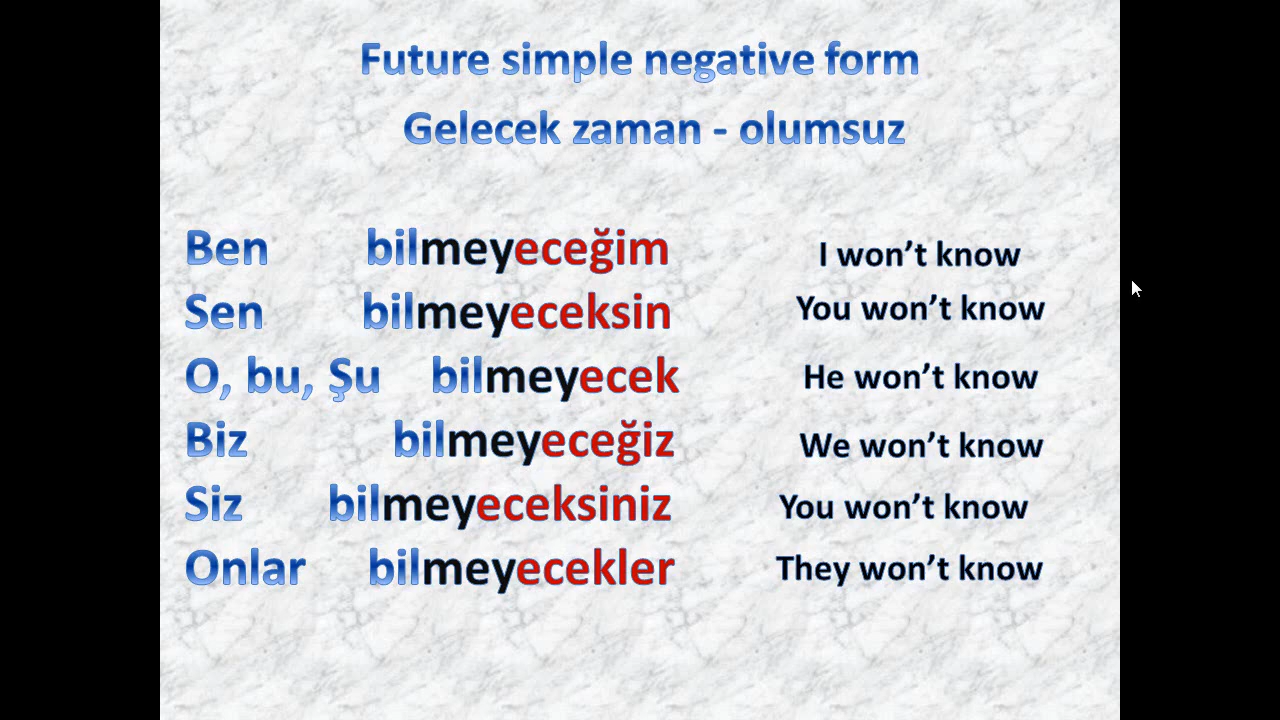 Future simple negative form
Gelecek zaman - olumsuz
Ben bilmeyeceğim I won’t know
Sen bilmeyeceksin You won’t know
O, bu, Şu bilmeyecek He won’t know
Biz bilmeyeceğiz We won’t know
Siz bilmeyeceksiniz You won’t know
Onlar bilmeyecekler They won’t know